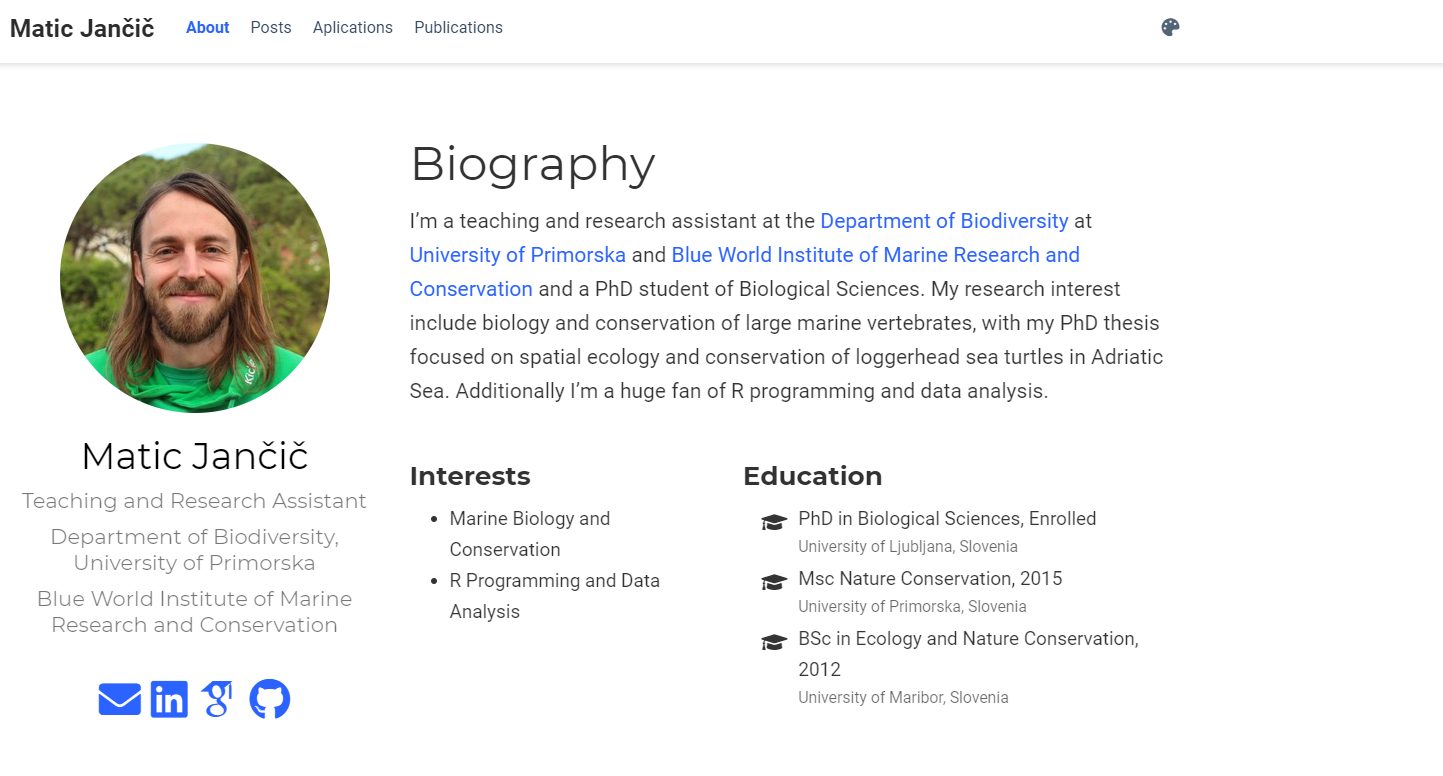 Matic Jančič
About
Posts
Aplications
Publications
Biography
I’m a teaching and research assistant at the Department of Biodiversity at
University of Primorska and Blue World Institute of Marine Research and
Conservation and a PhD student of Biological Sciences. My research interest
include biology and conservation of large marine vertebrates, with my PhD thesis
focused on spatial ecology and conservation of loggerhead sea turtles in Adriatic
Sea. Additionally I’m a huge fan of R programming and data analysis.
Matic Jančič
Teaching and Research Assistant
Department of Biodiversity,
University of Primorska
Blue World Institute of Marine
Research and Conservation
in
Interests
Marine Biology and
Conservation
R Programming and Data
Analysis
Education
PhD in Biological Sciences, Enrolled
University of Ljubljana, Slovenia
Msc Nature Conservation, 2015
University of Primorska, Slovenia
BSc in Ecology and Nature Conservation,
2012
University of Maribor, Slovenia